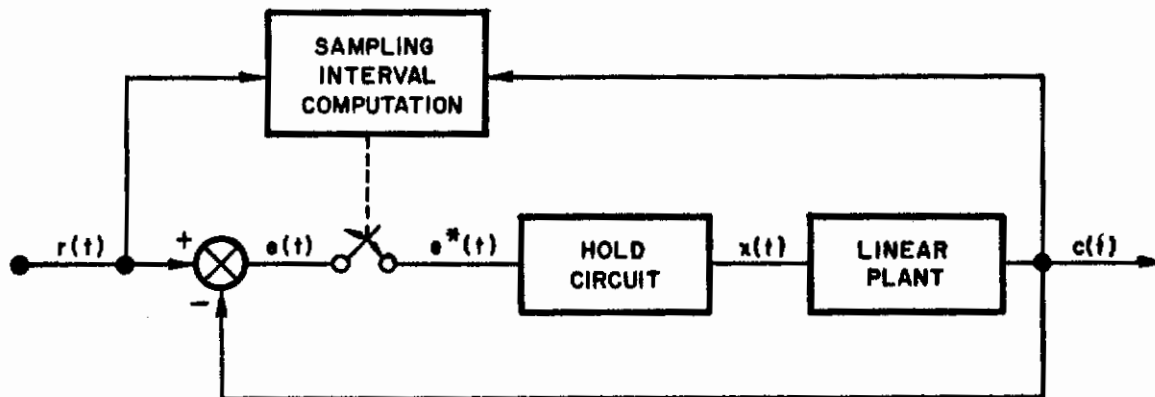 SAMPLING
INTERVAL
COMPUTATION
r(t)
+
−
e(t)
e*(t)
HOLD
CIRCUIT
x(t)
LINEAR
PLANT
c(t)